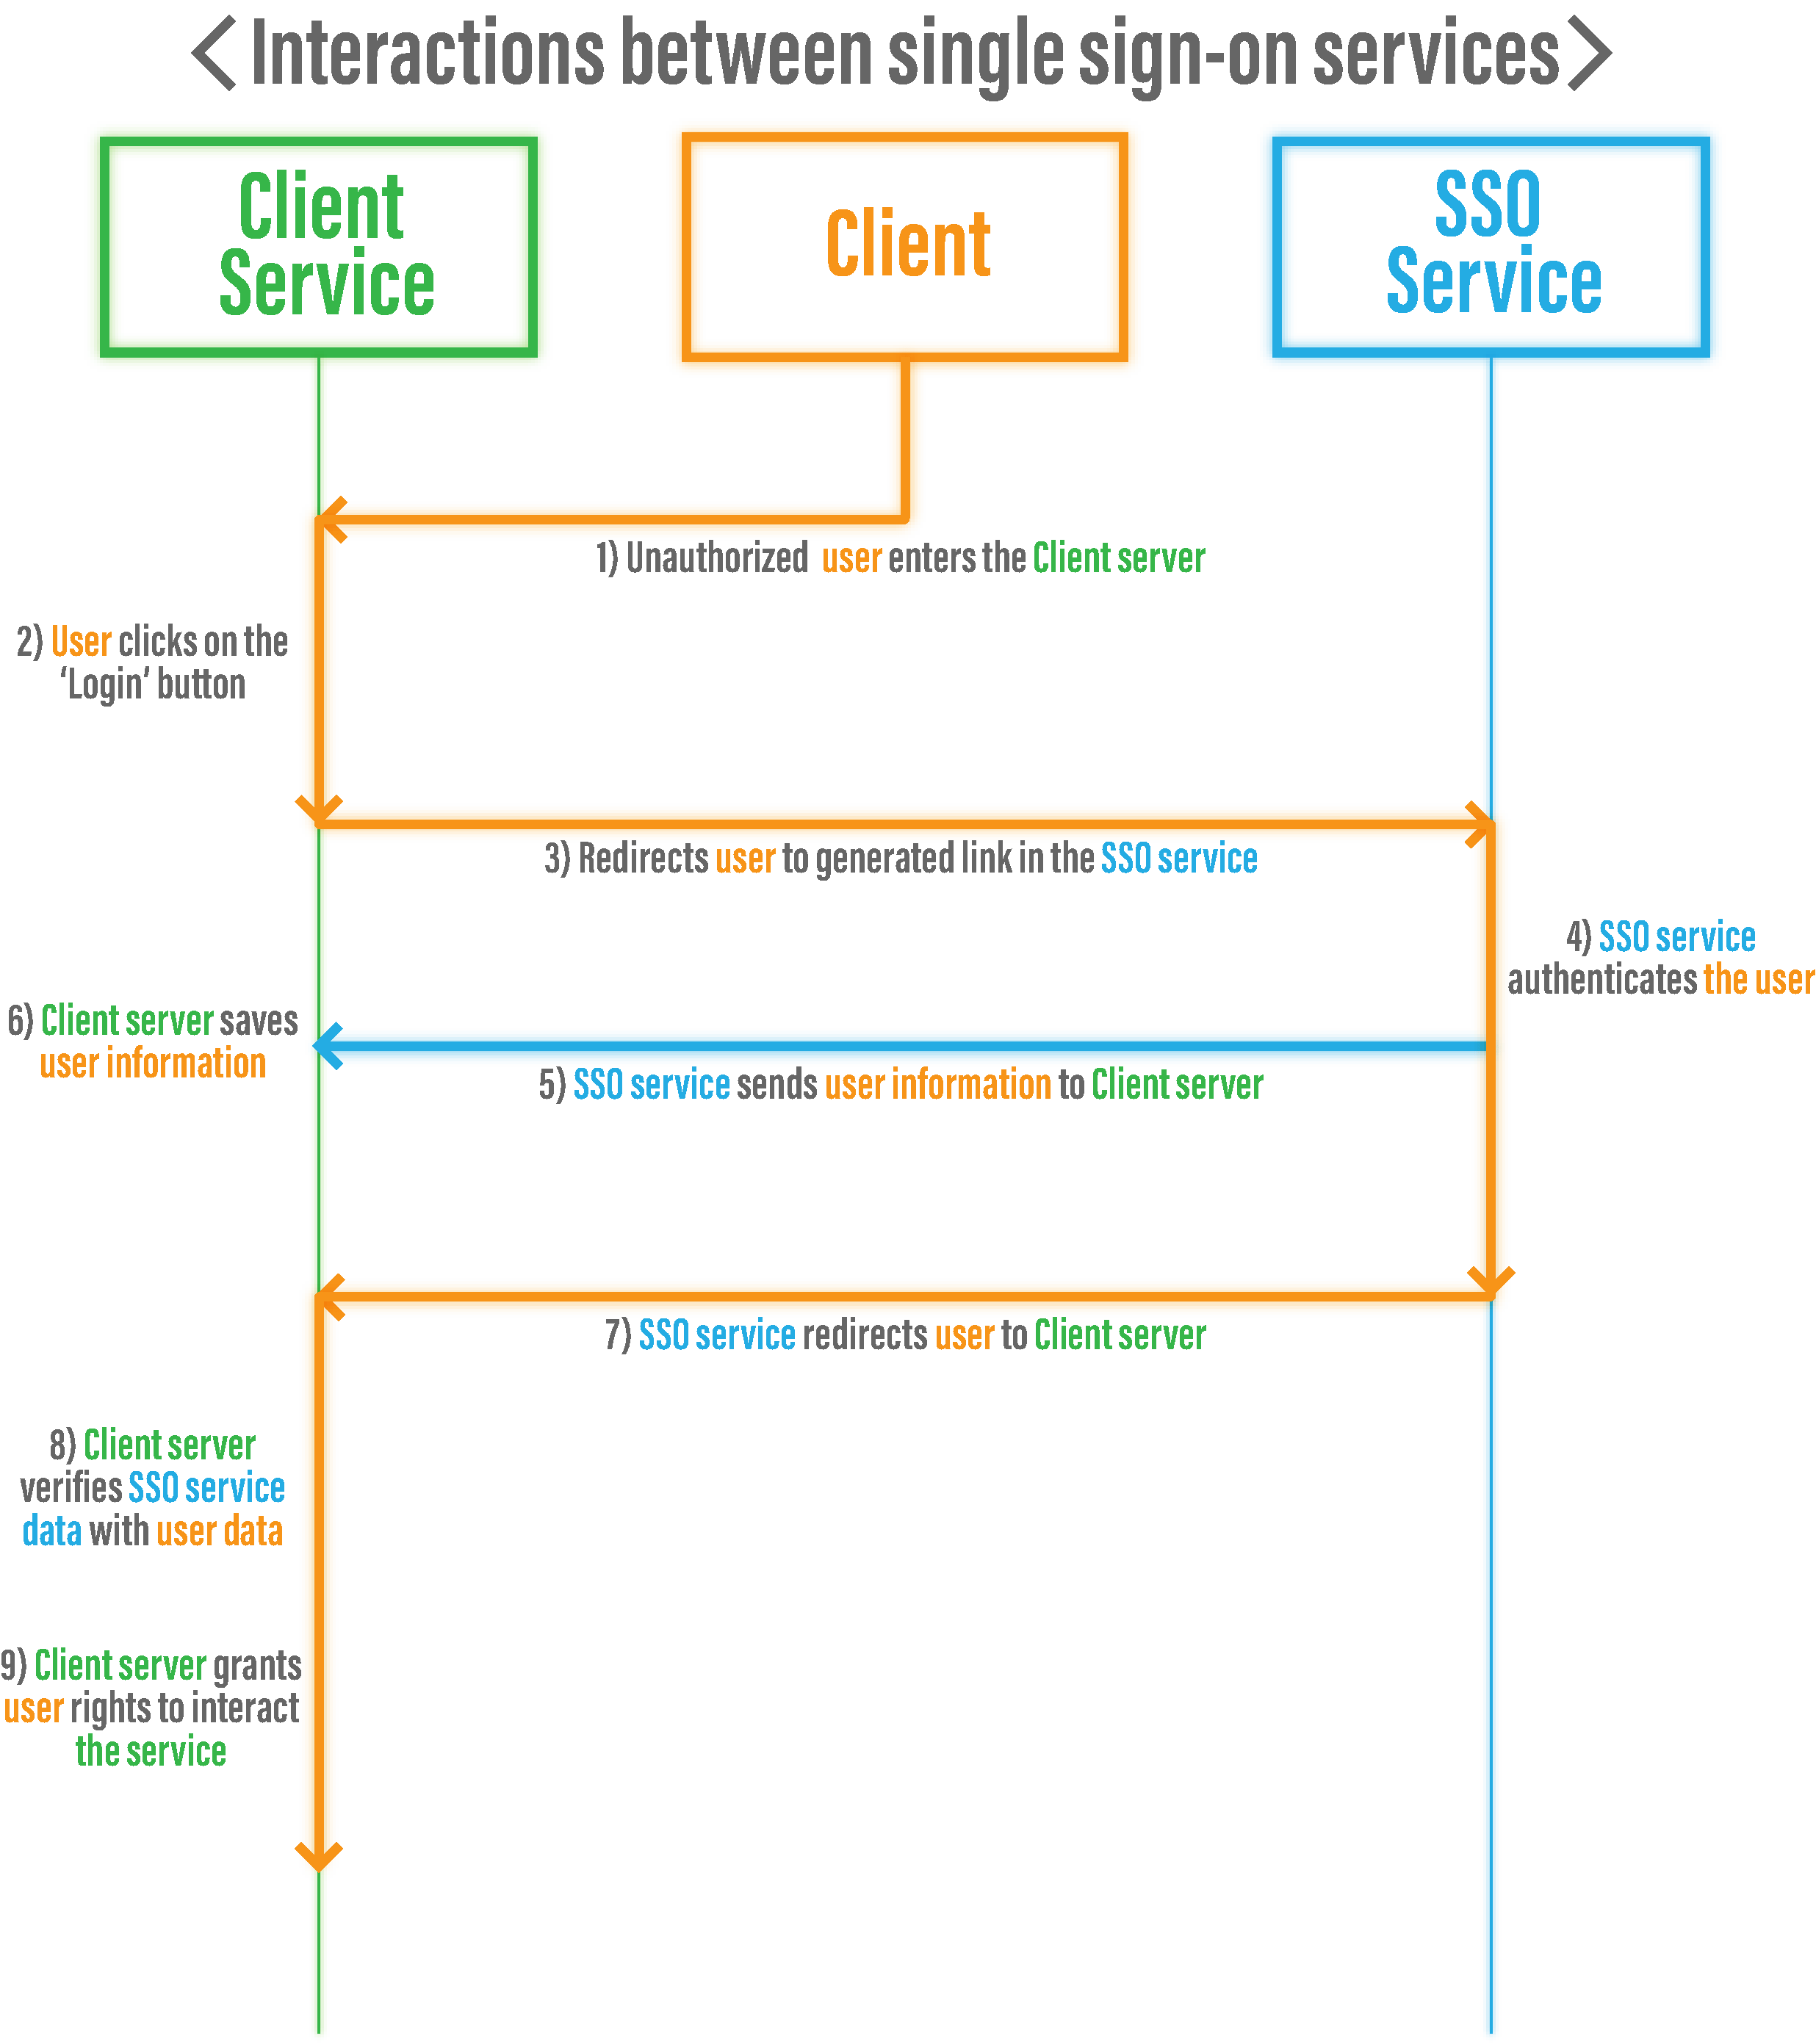 < Interactions between single sign-on services >
Client
Service
Client
SSO
Service
1) Unauthorized user enters the Client server
2) User clicks on the
‘Login‘ button
3) Redirects user to generated link in the SSO service
4) SSO service
authenticates the user
6) Client server saves
user information
5) SSO service sends user information to Client server
7) SSO service redirects user to Client server
8) Client server
verifies SSO service
data with user data
9) Client server grants
user rights to interact
the service